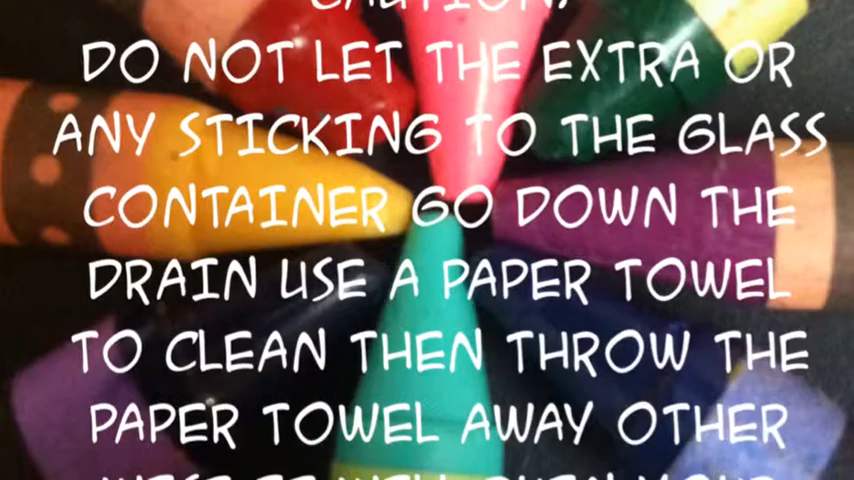 CAUTION!
DO NOT LET THE EXTRA OR
ANY STICKING TO THE GLASS
CONTAINER GO DOWN THE
DRAIN USE A PAPER TOWEL
TO CLEAN THEN THROW THE
PAPER TOWEL AWAY OTHER